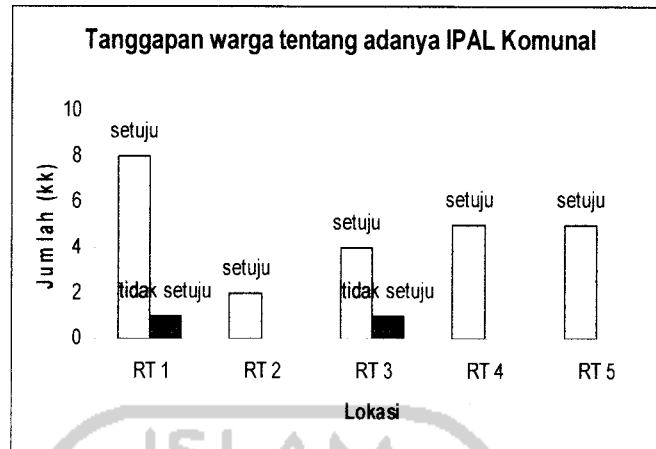 Tanggapan warga tentang adanya IPAL Komunal
10
8
6
4
2
0
Jumlah (kk)
setuju
tidak setuju
setuju
setuju
tidak setuju
setuju
setuju
RT 1
RT 2
RT 3
RT 4
RT 5
Lokasi
ISLAM